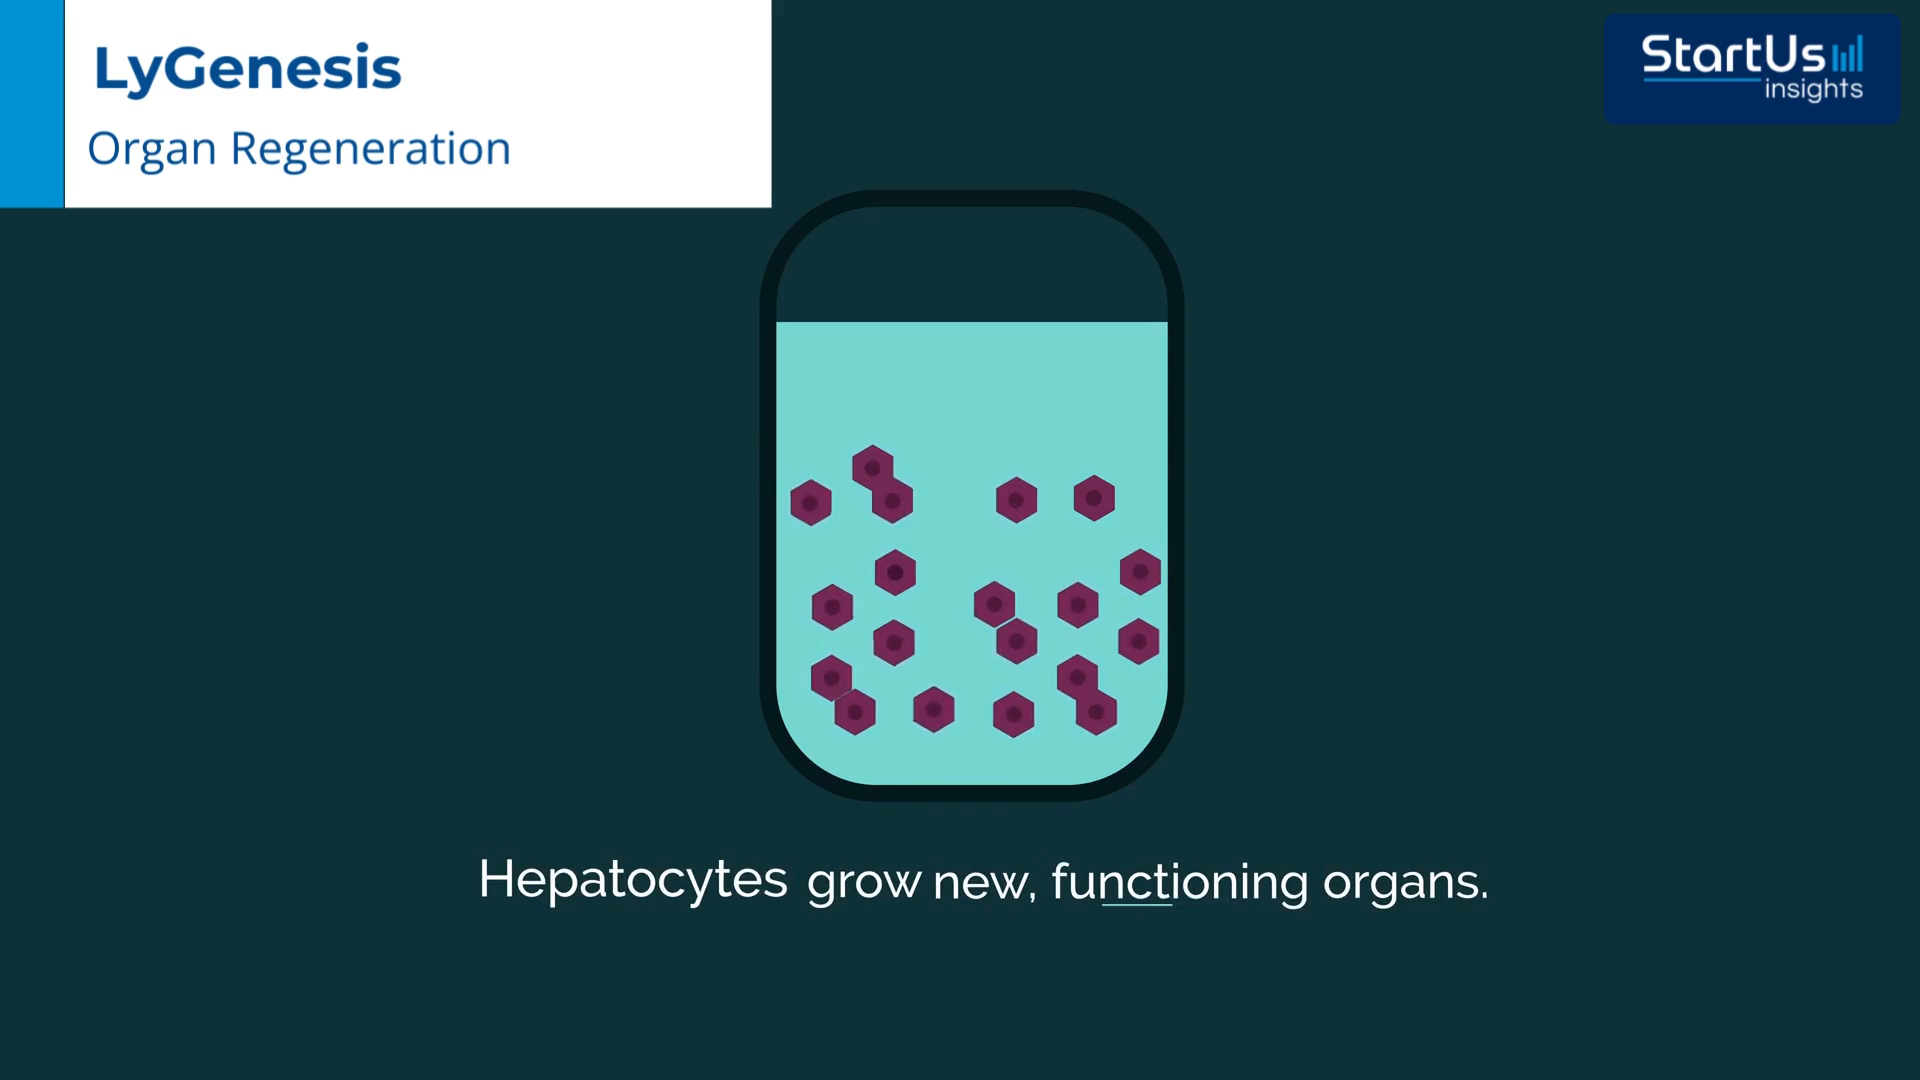 LyGenesis
Organ Regeneration
StartUs
insights
Hepatocytes grow new, functioning organs.